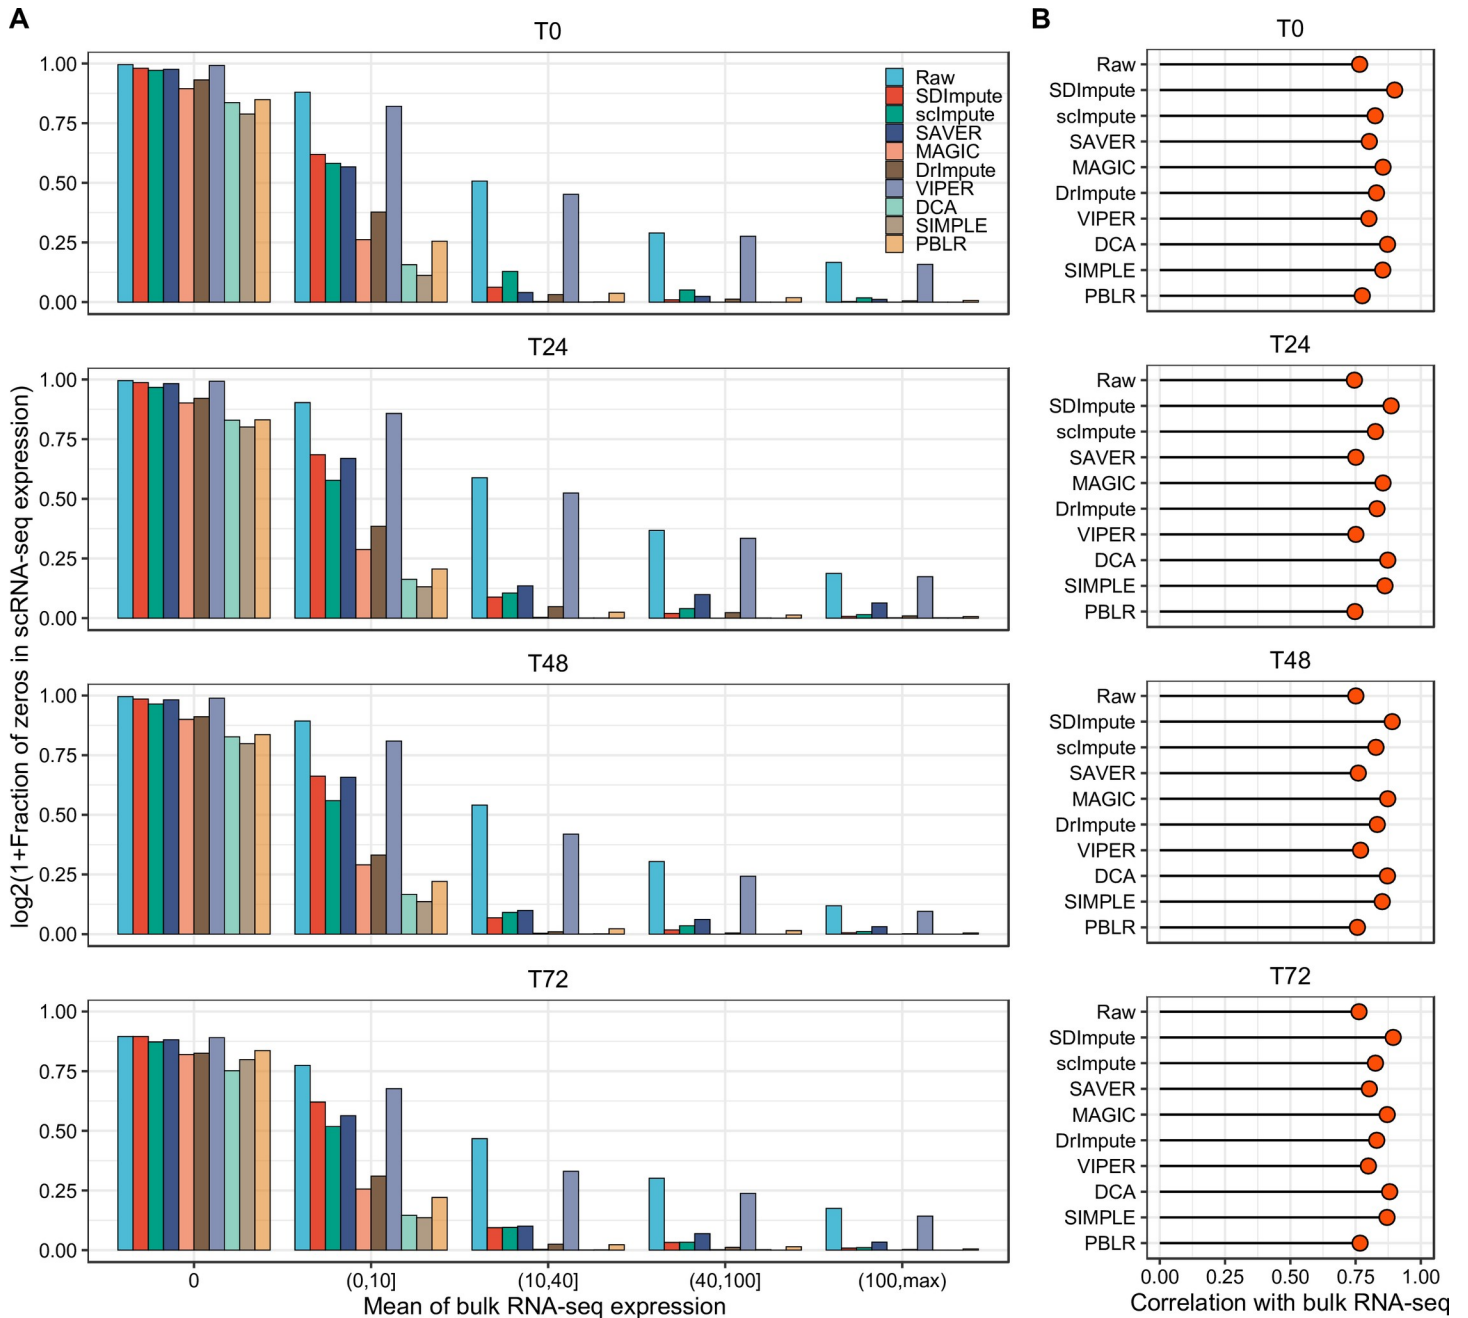 A
T0
1.00
0.75
0.50
0.25
0.00
Raw
SDImpute
scImpute
SAVER
MAGIC
DrImpute
VIPER
DCA
SIMPLE
PBLR
T24
1.00
0.75
0.50
0.25
0.00
T48
1.00
0.75
0.50
0.25
0.00
T72
1.00
0.75
0.50
0.25
0.00
log2(1+Fraction of zeros in scRNA-seq expression)
0
(0,10]
(10,40]
(40,100]
(100,max)
Mean of bulk RNA-seq expression
B
T0
Raw
SDImpute
scImpute
SAVER
MAGIC
DrImpute
VIPER
DCA
SIMPLE
PBLR
T24
Raw
SDImpute
scImpute
SAVER
MAGIC
DrImpute
VIPER
DCA
SIMPLE
PBLR
T48
Raw
SDImpute
scImpute
SAVER
MAGIC
DrImpute
VIPER
DCA
SIMPLE
PBLR
T72
Raw
SDImpute
scImpute
SAVER
MAGIC
DrImpute
VIPER
DCA
SIMPLE
PBLR
0.00 0.25 0.50 0.75 1.00
Correlation with bulk RNA-seq